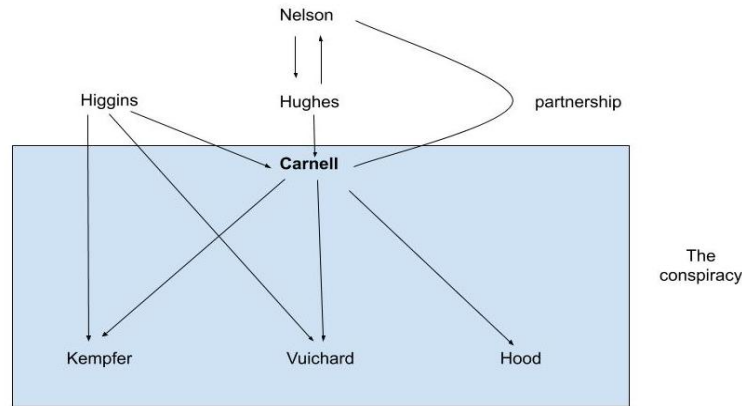 Nelson
Higgins
Hughes
partnership
Carnell
The
conspiracy
Kempfer
Vuichard
Hood